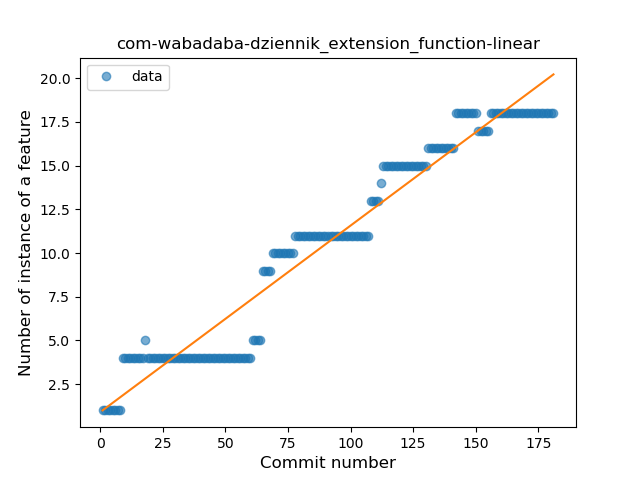 com-wabadaba-dziennik_extension_function-linear
data
Number of instance of a feature
20.0
17.5
15.0
12.5
10.0
7.5
5.0
2.5
0 25 50 75 100 125 150 175
Commit number